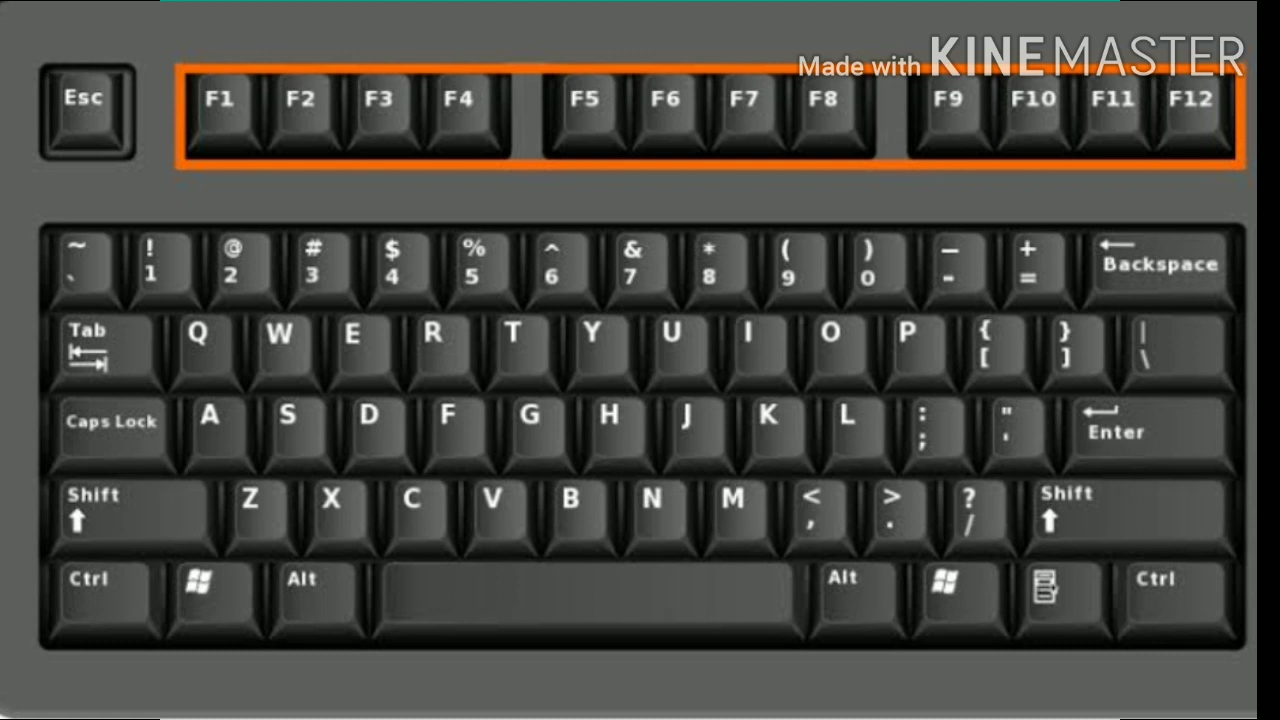 Made with KINEMASTER
Esc F1 F2 F3 F4 F5 F6 F7 F8 F9 F10 F11 F12
~ ! @ # $ % ^ & * ( ) — +
` 1 2 3 4 5 6 7 8 9 0 - = Backspace
Tab Q W E R T Y U I O P { } |
[ ] \
Caps Lock A S D F G H J K L : "
; ' Enter
Shift Z X C V B N M < > ? Shift
, . /
Ctrl Alt Alt Ctrl